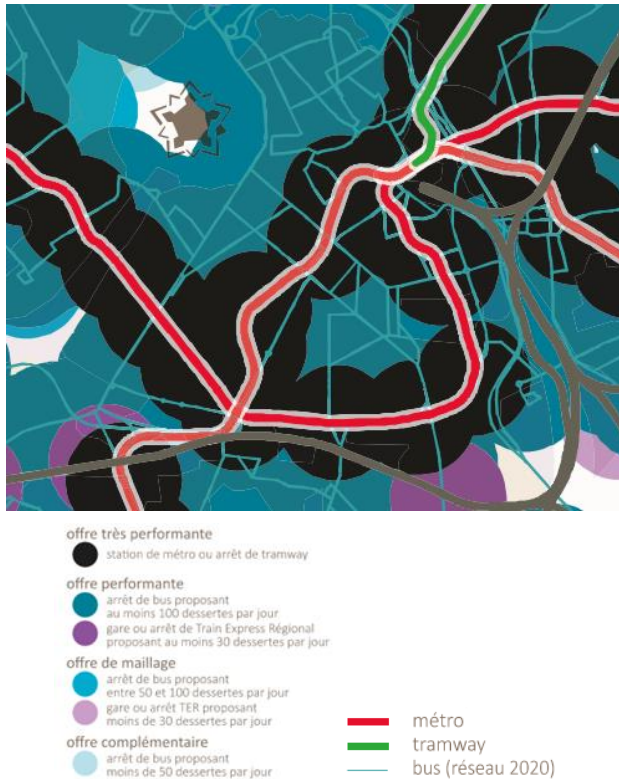 offre très performante
station de métro ou arrêt de tramway
offre performante
arrêt de bus proposant
au moins 100 dessertes par jour
gare ou arrêt de Train Express Régional
proposant au moins 30 dessertes par jour
offre de maillage
arrêt de bus proposant
entre 50 et 100 dessertes par jour
gare ou arrêt TER proposant
moins de 30 dessertes par jour
offre complémentaire
arrêt de bus proposant
moins de 50 dessertes par jour
métro
tramway
bus (réseau 2020)